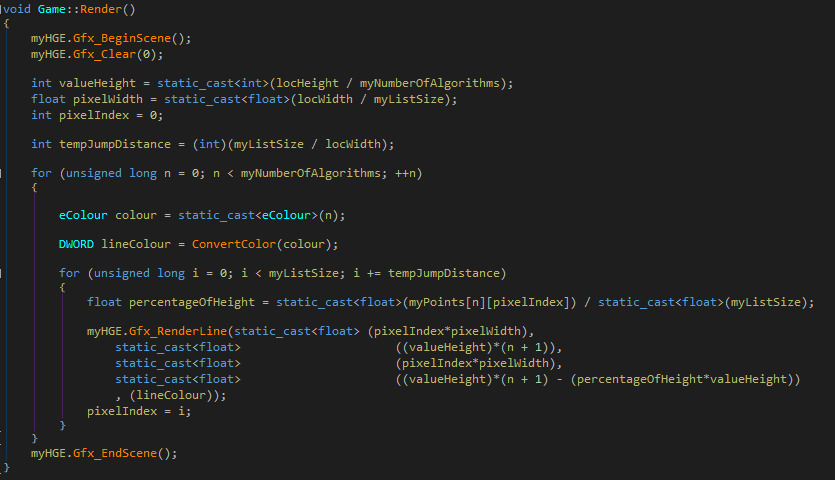 void Game::Render()
{
myHGE.Gfx_BeginScene();
myHGE.Gfx_Clear(0);
int valueHeight = static_cast<int>(locHeight / myNumberOfAlgorithms);
float pixelWidth = static_cast<float>(locWidth / myListSize);
int pixelIndex = 0;
int tempJumpDistance = (int)(myListSize / locWidth);
for (unsigned long n = 0; n < myNumberOfAlgorithms; ++n)
{
eColour colour = static_cast<eColour>(n);
DWORD lineColour = ConvertColor(colour);
for (unsigned long i = 0; i < myListSize; i += tempJumpDistance)
{
float percentageOfHeight = static_cast<float>(myPoints[n][pixelIndex]) / static_cast<float>(myListSize);
myHGE.Gfx_RenderLine(static_cast<float> (pixelIndex*pixelWidth),
static_cast<float> ((valueHeight)*(n + 1)),
static_cast<float> (pixelIndex*pixelWidth),
static_cast<float> ((valueHeight)*(n + 1) - (percentageOfHeight*valueHeight))
, (lineColour));
pixelIndex = i;
}
}
myHGE.Gfx_EndScene();
}